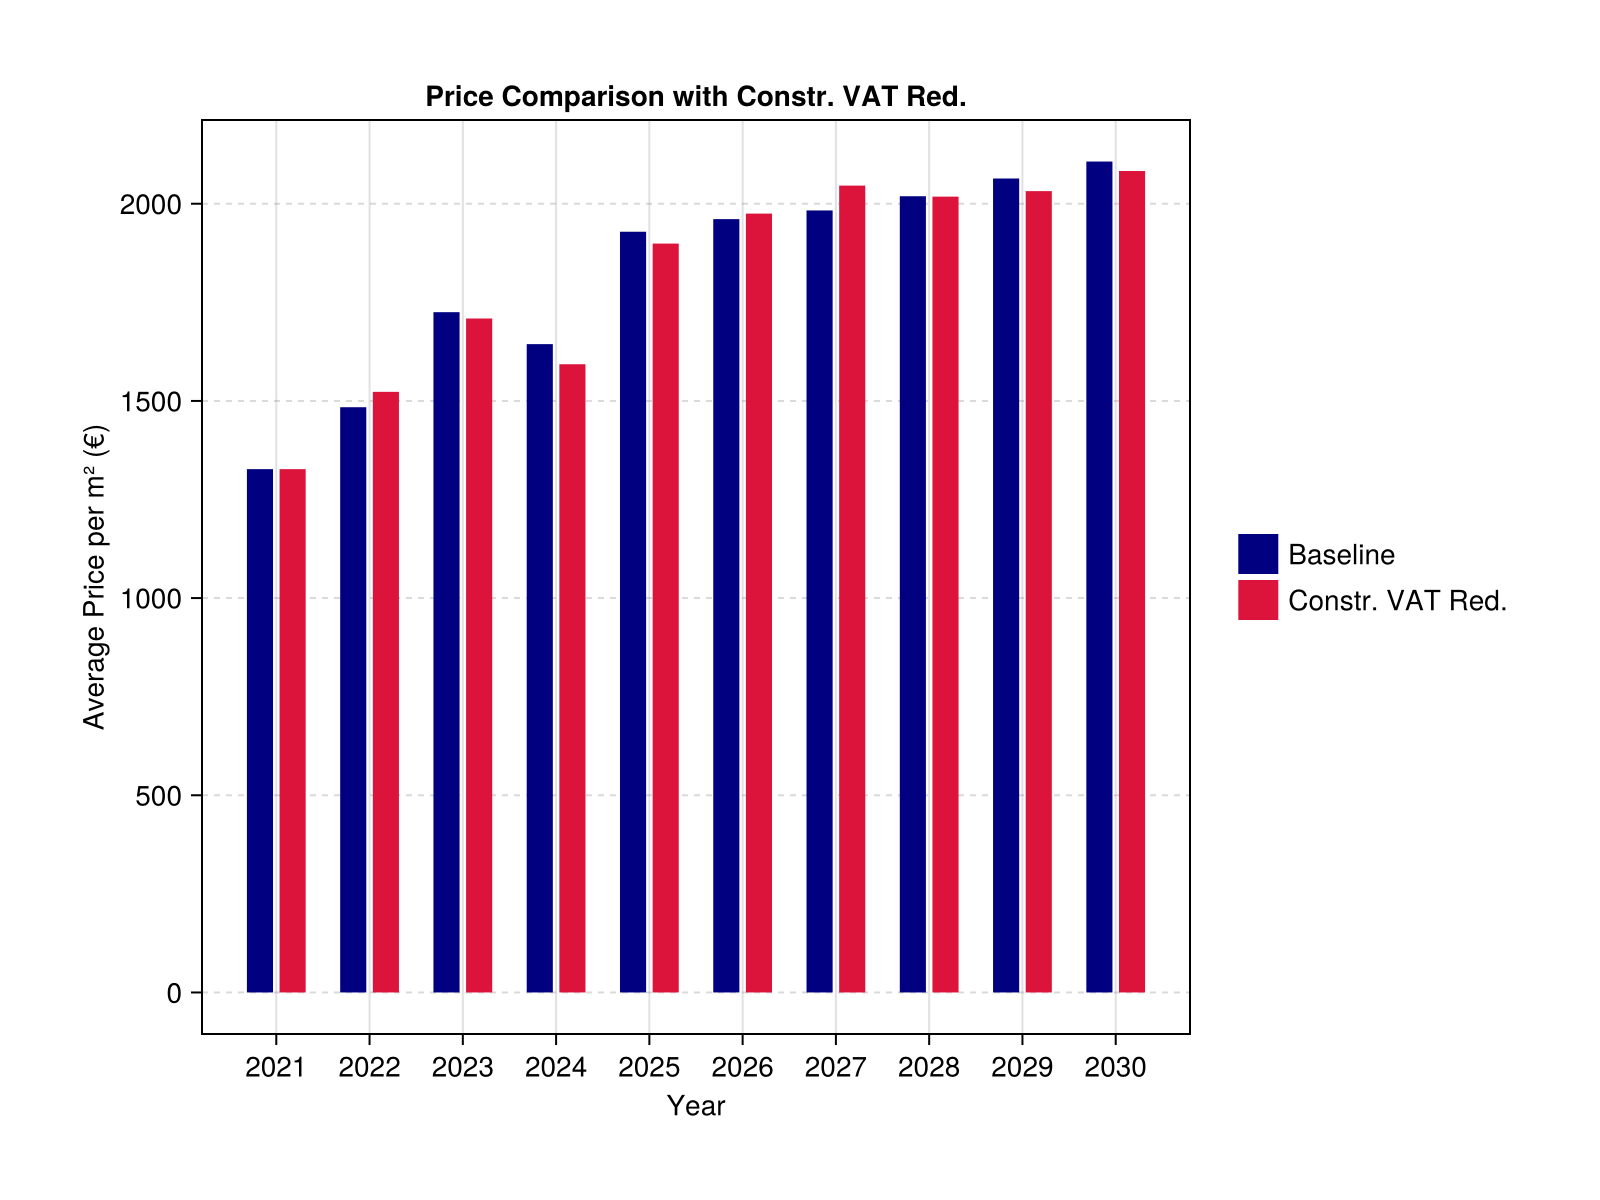 Price Comparison with Constr. VAT Red.
Average Price per m² (€)
2000
1500
1000
500
0
2021 2022 2023 2024 2025 2026 2027 2028 2029 2030
Year
Baseline
Constr. VAT Red.